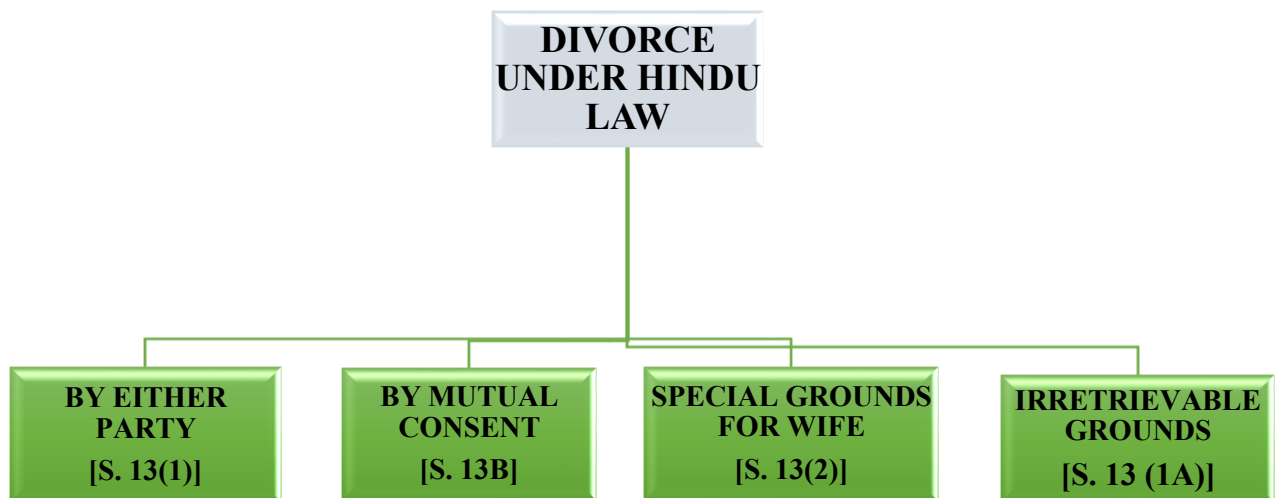 DIVORCE
UNDER HINDU
LAW
BY EITHER
PARTY
[S. 13(1)]
BY MUTUAL
CONSENT
[S. 13B]
SPECIAL GROUNDS
FOR WIFE
[S. 13(2)]
IRRETRIEVABLE
GROUNDS
[S. 13 (1A)]